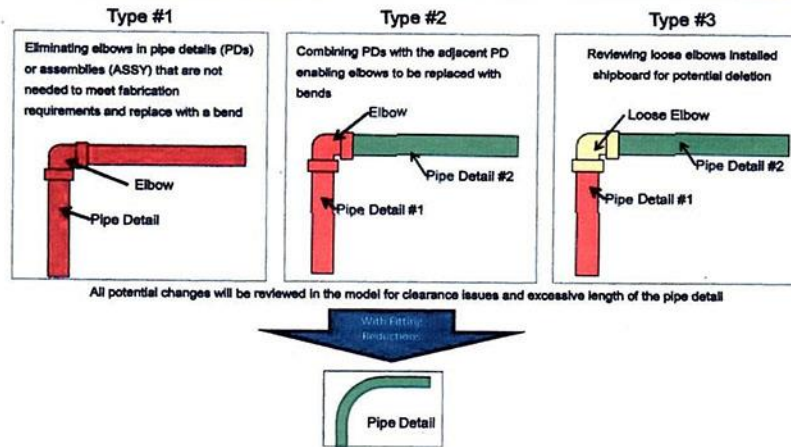 Type #1
Eliminating elbows in pipe details (PDs)
or assemblies (ASSY) that are not
needed to meet fabrication
requirements and replace with a bend
Elbow
Pipe Detail
Type #2
Combining PDs with the adjacent PD
enabling elbows to be replaced with
bends
Elbow
Pipe Detail #2
Pipe Detail #1
Type #3
Reviewing loose elbows installed
shipboard for potential deletion
Loose Elbow
Pipe Detail #2
Pipe Detail #1
All potential changes will be reviewed in the model for clearance issues and excessive length of the pipe detail
With Fitting
Reductions
Pipe Detail